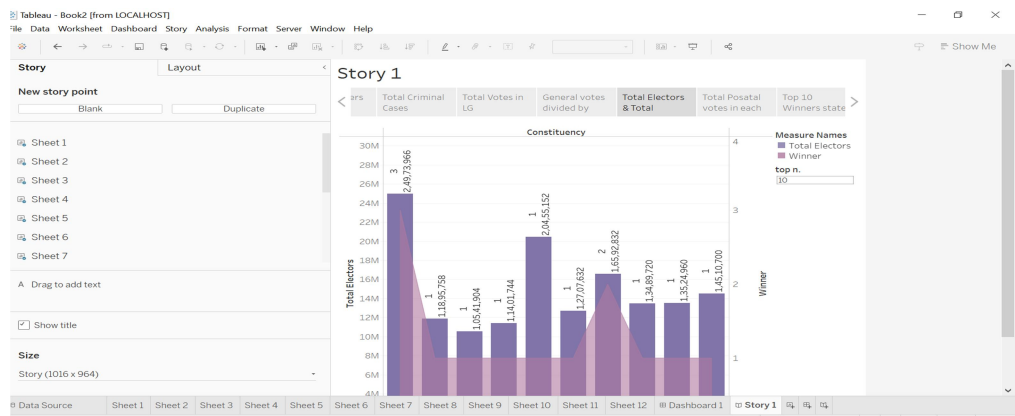 Tableau - Book2 [from LOCALHOST]
File Data Worksheet Dashboard Story Analysis Format Server Window Help
Show Me
Story Layout
New story point
Blank Duplicate
Sheet 1
Sheet 2
Sheet 3
Sheet 4
Sheet 5
Sheet 6
Sheet 7
A Drag to add text
Show title
Size
Story (1016 x 964)
Story 1
ars
Total Criminal
Cases
Total Votes in
LG
General votes
divided by
Total Electors
& Total
Total Posatal
votes in each
Top 10
Winners state
Constituency
30M
28M
26M
24M
22M
20M
18M
16M
14M
12M
10M
8M
6M
4M
Total Electors
3
2,49,73,966
1
1,18,95,758
1
1,05,41,904
1
1,14,01,744
1
2,04,55,152
1
1,27,07,632
2
1,65,92,832
1
1,34,89,720
1
1,35,24,960
1
1,45,10,700
4
3
2
1
Winner
Measure Names
Total Electors
Winner
top n.
10
Data Source Sheet 1 Sheet 2 Sheet 3 Sheet 4 Sheet 5 Sheet 6 Sheet 7 Sheet 8 Sheet 9 Sheet 10 Sheet 11 Sheet 12 Dashboard 1 Story 1